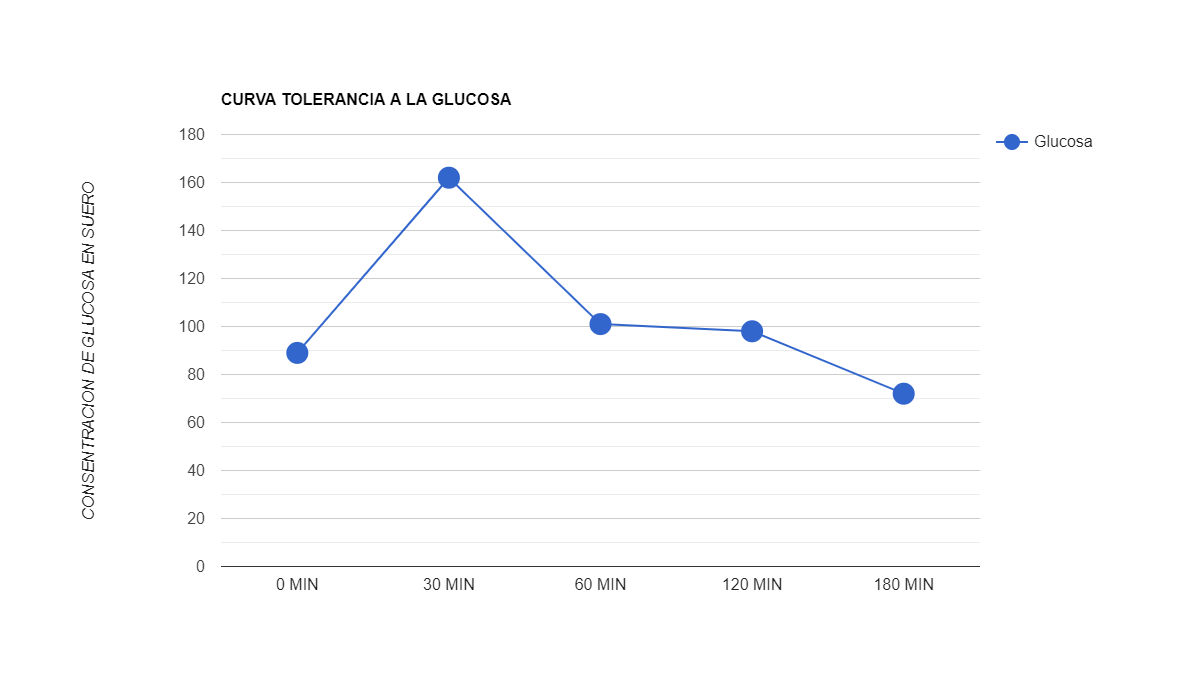 CURVA TOLERANCIA A LA GLUCOSA
Glucosa
CONSENTRACION DE GLUCOSA EN SUERO
180
160
140
120
100
80
60
40
20
0
0 MIN
30 MIN
60 MIN
120 MIN
180 MIN